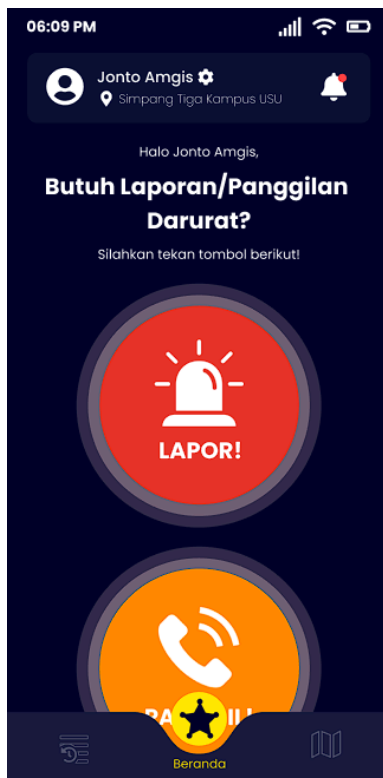 06:09 PM
Jonto Amgis
Simpang Tiga Kampus USU
Halo Jonto Amgis,
Butuh Laporan/Panggilan
Darurat?
Silahkan tekan tombol berikut!
LAPOR!
Beranda